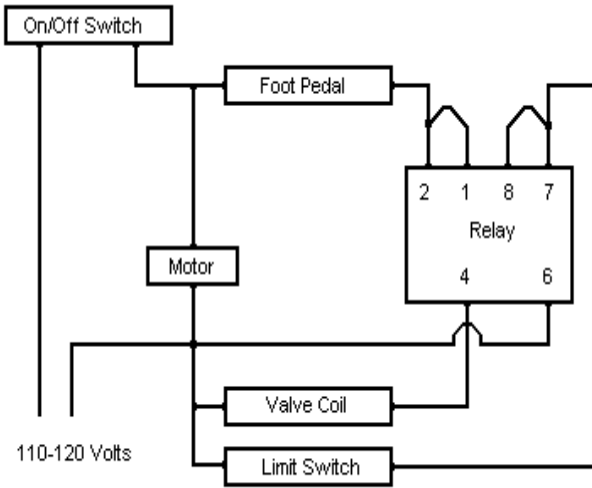 On/Off Switch
Foot Pedal
2 1 8 7
Relay
Motor
4 6
Valve Coil
110-120 Volts
Limit Switch